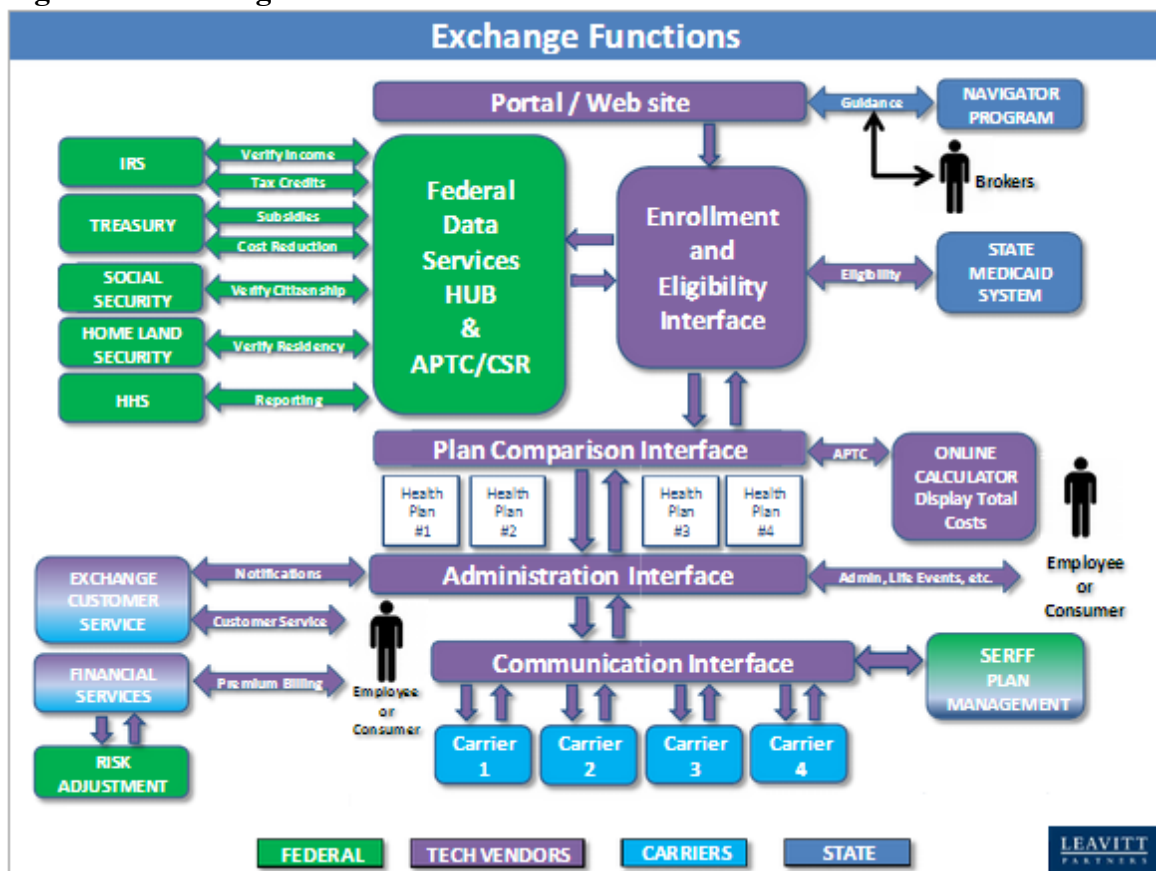 Exchange Functions
Portal / Web site
Guidance
NAVIGATOR
PROGRAM
Brokers
IRS
Verify Income
Tax Credits
TREASURY
Subsidies
Cost Reduction
SOCIAL
SECURITY
Verify Citizenship
HOME LAND
SECURITY
Verify Residency
HHS
Reporting
Federal
Data
Services
HUB
&
APTC/CSR
Enrollment
and
Eligibility
Interface
Eligibility
STATE
MEDICAID
SYSTEM
Plan Comparison Interface
APTC
ONLINE
CALCULATOR
Display Total
Costs
Health
Plan
#1
Health
Plan
#2
Health
Plan
#3
Health
Plan
#4
Employee
or
Consumer
EXCHANGE
CUSTOMER
SERVICE
Notifications
Administration Interface
Admin, Life Events, etc.
Customer Service
FINANCIAL
SERVICES
Premium Billing
Employee
or
Consumer
Communication Interface
SERFF
PLAN
MANAGEMENT
RISK
ADJUSTMENT
Carrier
1
Carrier
2
Carrier
3
Carrier
4
FEDERAL
TECH VENDORS
CARRIERS
STATE
LEAVITT
PARTNERS